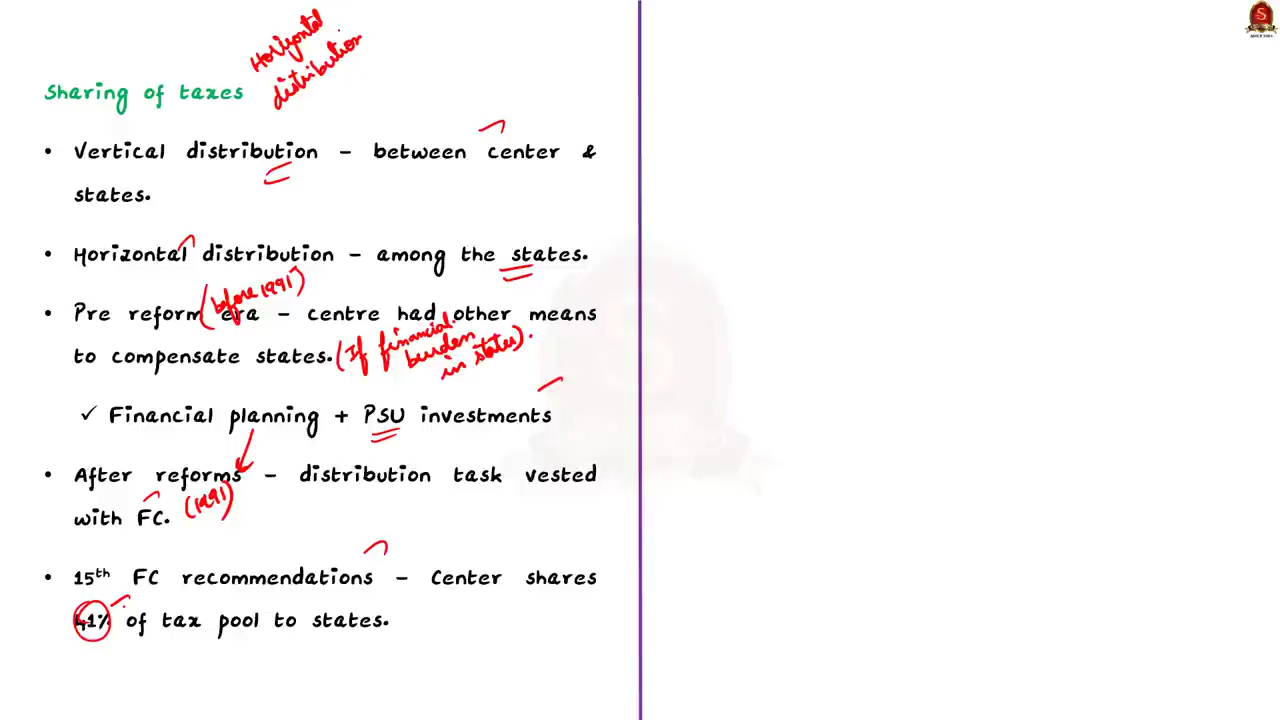 Horizontal
distribution
Sharing of taxes
• Vertical distribution – between center &
states.
• Horizontal distribution – among the states.
(before 1991)
• Pre reform era – centre had other means
to compensate states. (If financial
burden
in states).
✓ Financial planning + PSU investments
• After reforms – distribution task vested
with FC. (1991)
• 15th FC recommendations – Center shares
41% of tax pool to states.
S